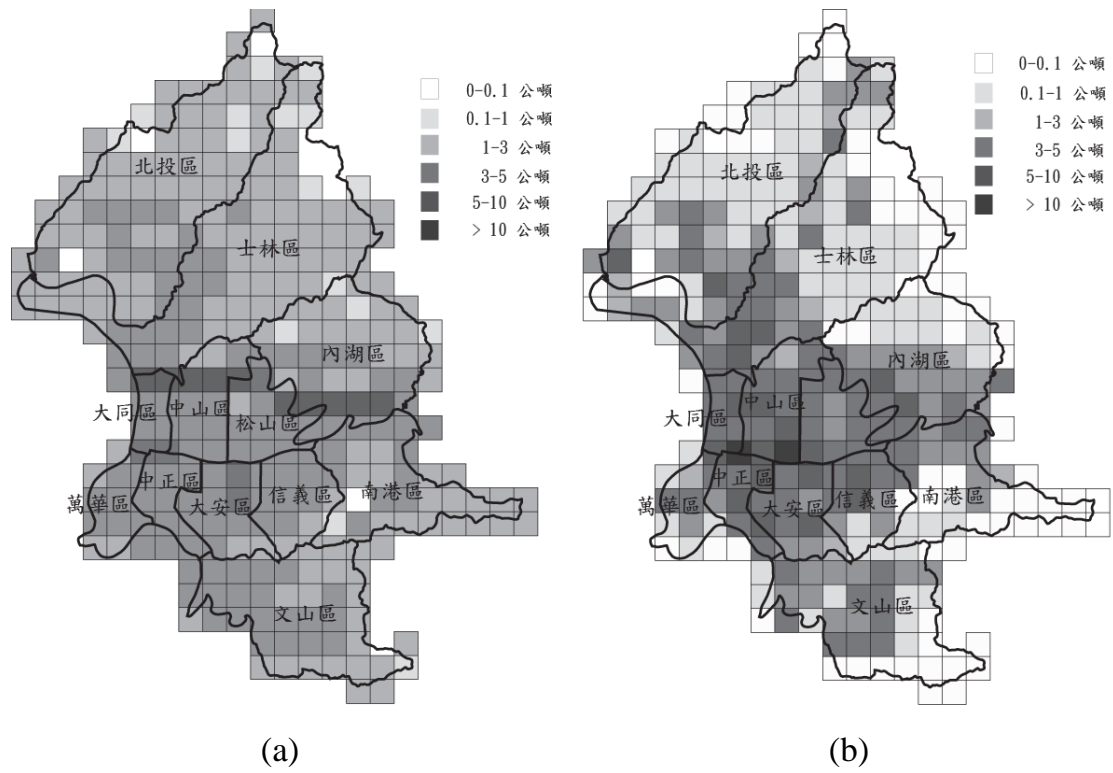 0-0.1 公噸
0.1-1 公噸
1-3 公噸
3-5 公噸
5-10 公噸
> 10 公噸
北投區
士林區
內湖區
大同區
中山區
松山區
中正區
萬華區
大安區
信義區
南港區
文山區
(a)
0-0.1 公噸
0.1-1 公噸
1-3 公噸
3-5 公噸
5-10 公噸
> 10 公噸
北投區
士林區
內湖區
大同區
中山區
中正區
萬華區
大安區
信義區
南港區
文山區
(b)